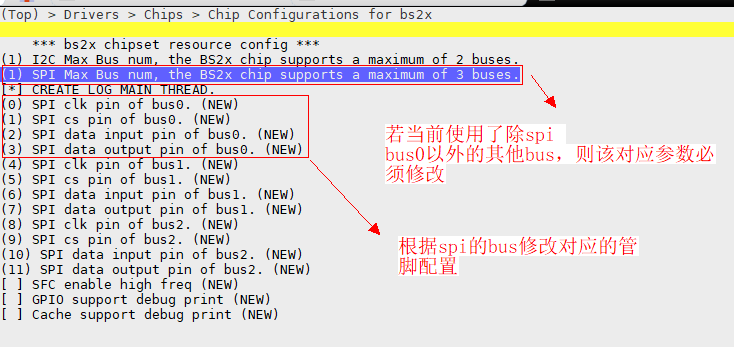 (Top) > Drivers > Chips > Chip Configurations for bs2x
*** bs2x chipset resource config ***
(1) I2C Max Bus num, the BS2x chip supports a maximum of 2 buses.
(1) SPI Max Bus num, the BS2x chip supports a maximum of 3 buses.
[*] CREATE LOG MAIN THREAD.
(0) SPI clk pin of bus0. (NEW)
(1) SPI cs pin of bus0. (NEW)
(2) SPI data input pin of bus0. (NEW)
(3) SPI data output pin of bus0. (NEW)
(4) SPI clk pin of bus1. (NEW)
(5) SPI cs pin of bus1. (NEW)
(6) SPI data input pin of bus1. (NEW)
(7) SPI data output pin of bus1. (NEW)
(8) SPI clk pin of bus2. (NEW)
(9) SPI cs pin of bus2. (NEW)
(10) SPI data input pin of bus2. (NEW)
(11) SPI data output pin of bus2. (NEW)
[ ] SFC enable high freq (NEW)
[ ] GPIO support debug print (NEW)
[ ] Cache support debug print (NEW)
若当前使用了除spi
bus0以外的其他bus，则该对应参数必
须修改
根据spi的bus修改对应的管
脚配置